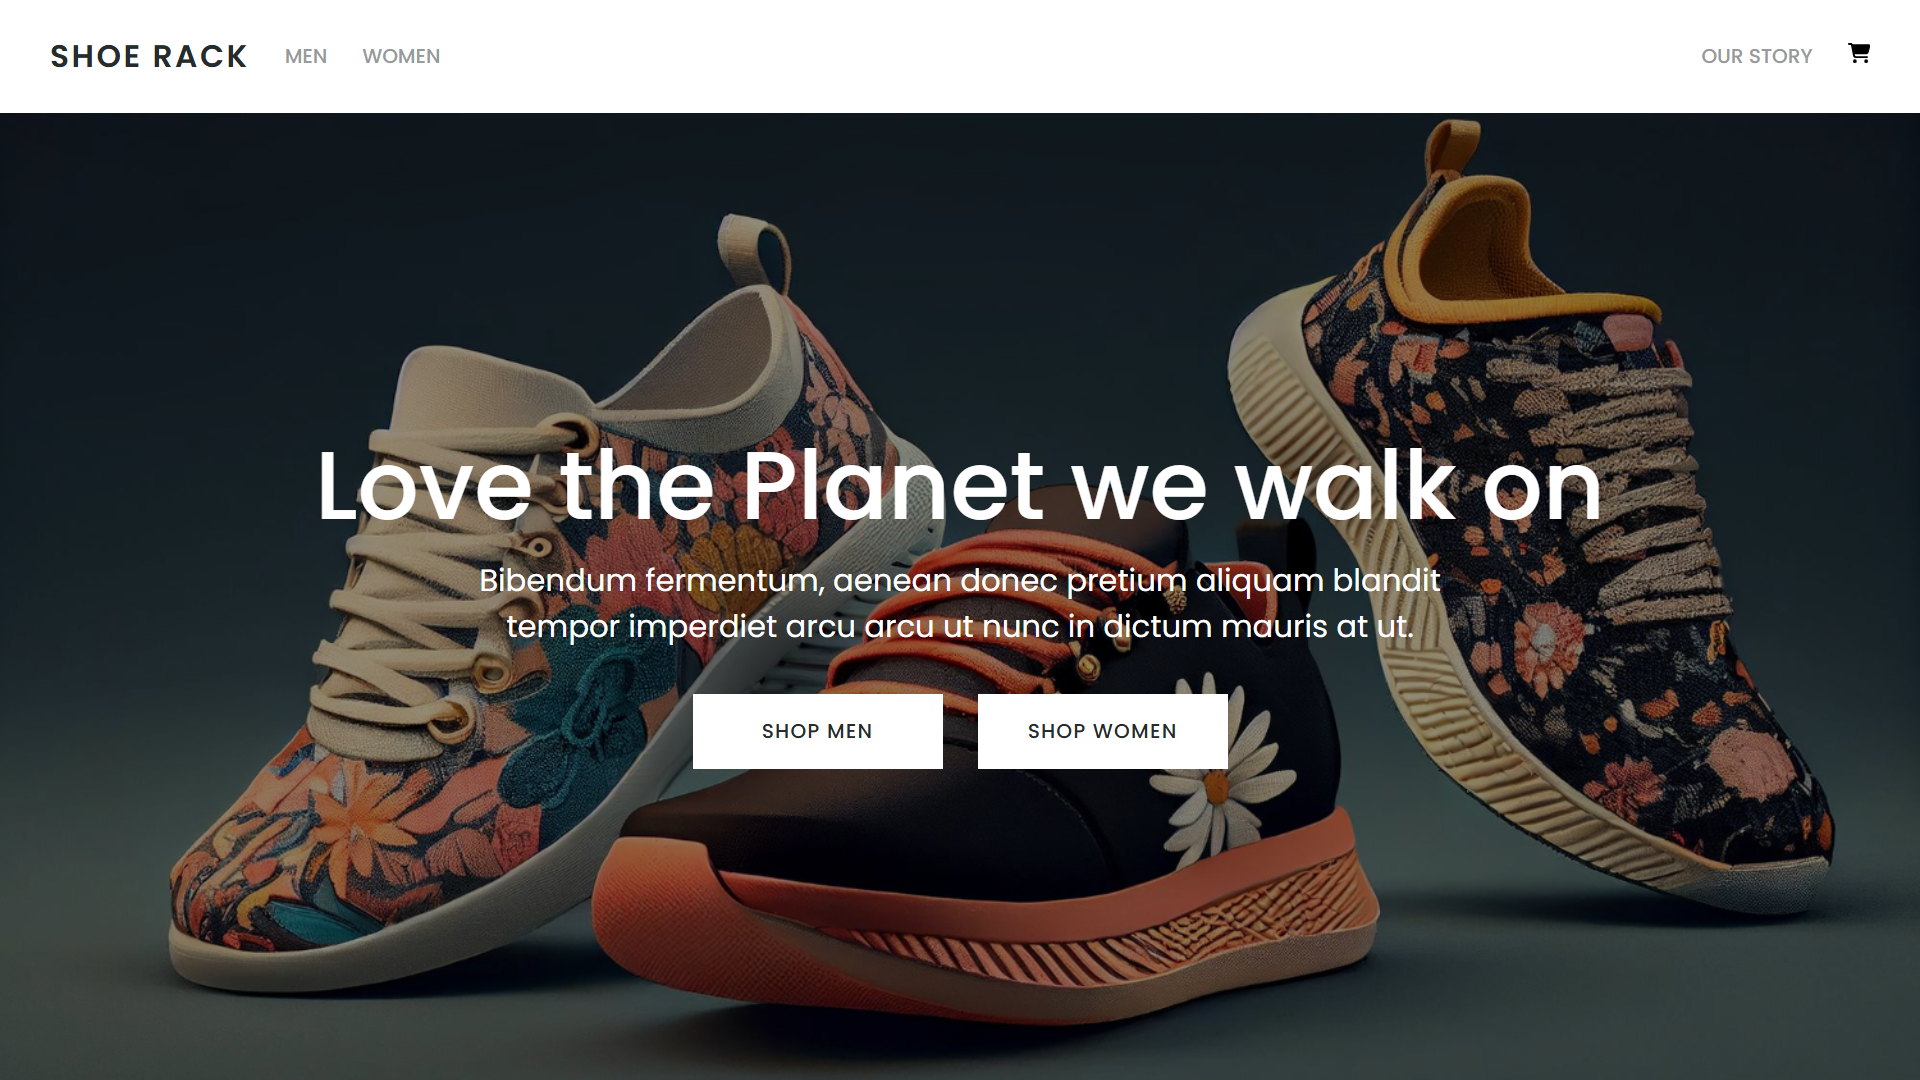 SHOE RACK MEN WOMEN OUR STORY
Love the Planet we walk on
Bibendum fermentum, aenean donec pretium aliquam blandit
tempor imperdiet arcu arcu ut nunc in dictum mauris at ut.
SHOP MEN SHOP WOMEN